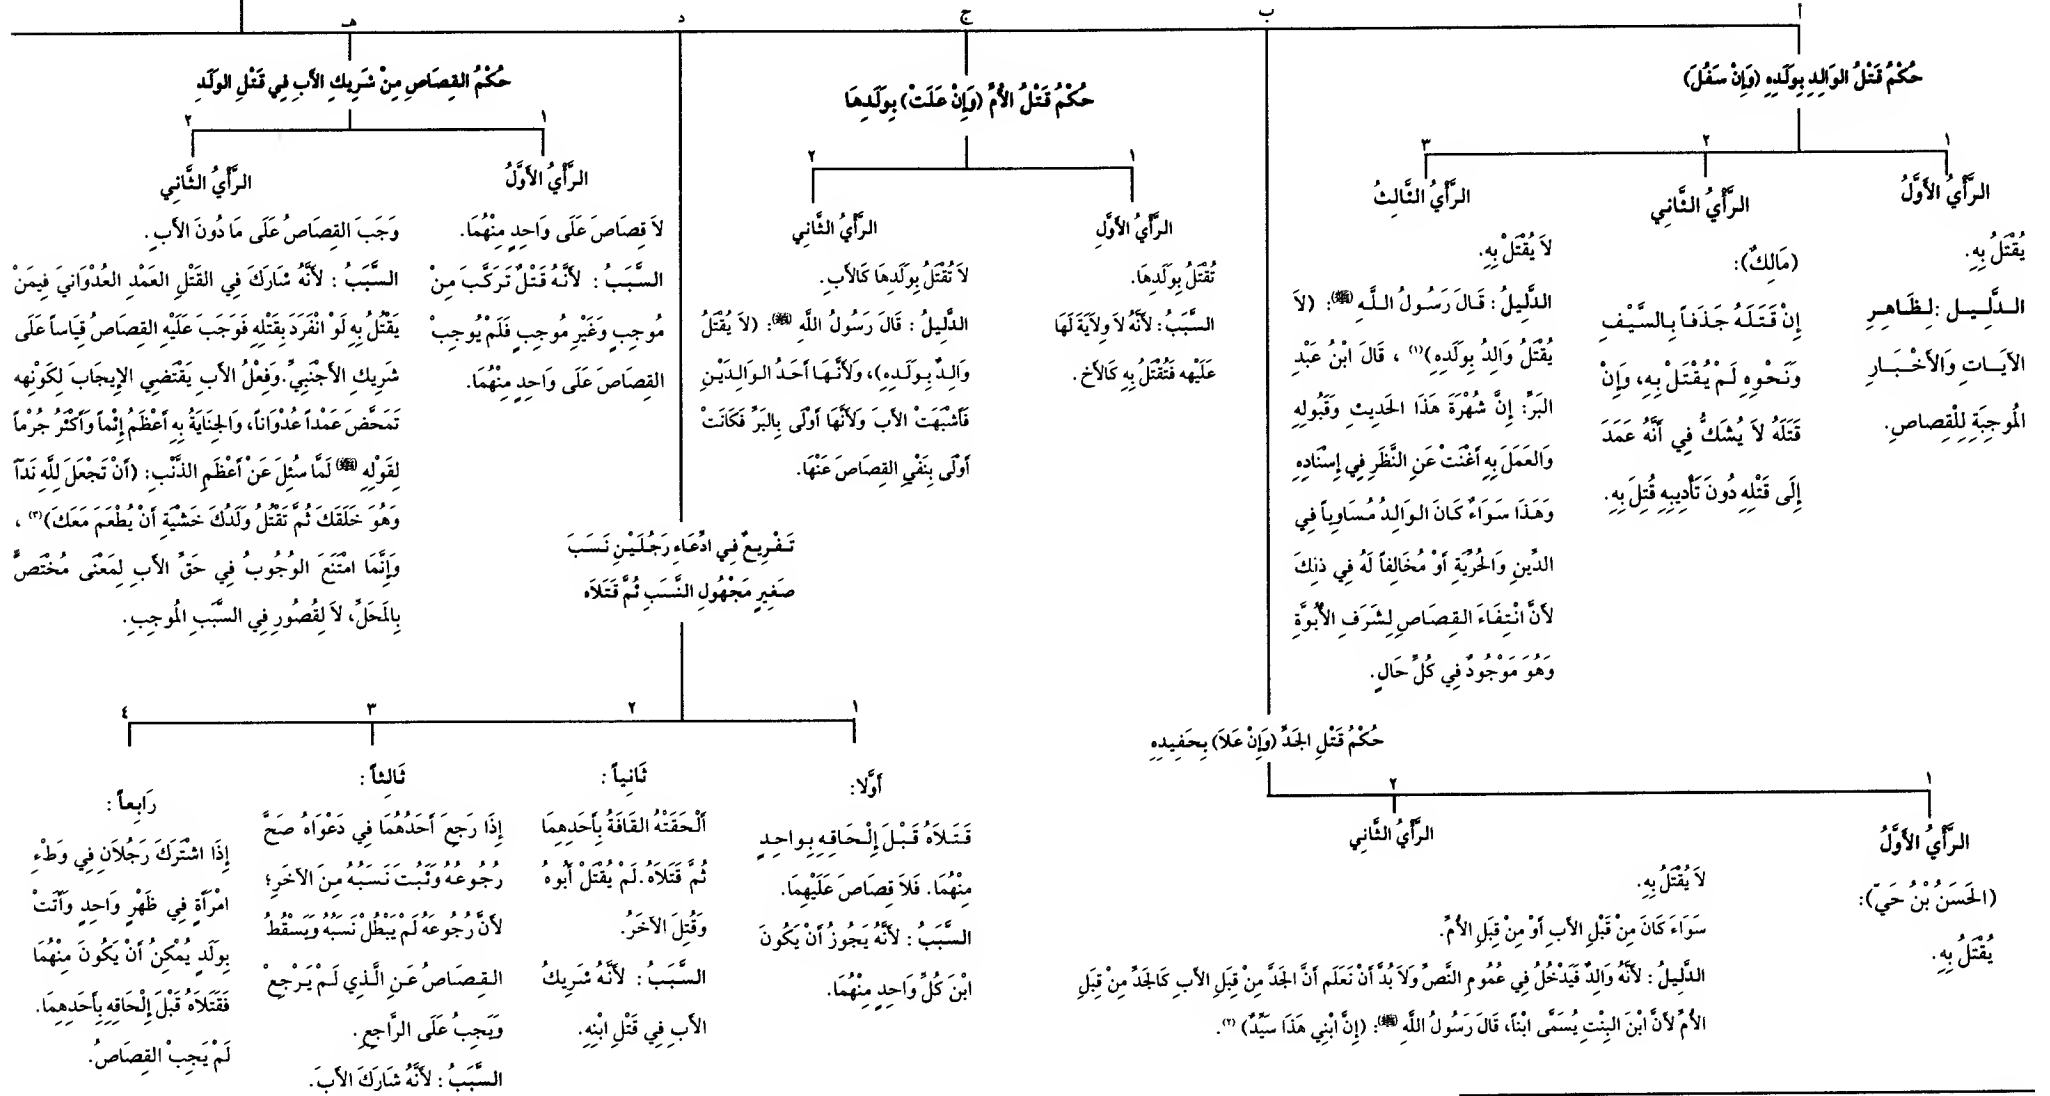 أ
حُكْمُ قَتْلُ الوَالِدِ بِوَلَدِهِ (وَإِنْ سَفُلَ)
١
الرَّأْيُ الأَوَّلُ
يُقْتَلُ بِهِ.
الدَّلِيل : لِظَاهِرِ
الآيَاتِ وَالأَخْبَارِ
المُوجِبَةِ لِلْقِصاصِ.
٢
الرَّأْيُ الثَّانِي
(مَالِكٌ):
إِنْ قَتَلَهُ جَذَفاً بِالسَّيْفِ
وَنَحْوِهِ لَمْ يُقْتَلْ بِهِ، وَإِنْ
قَتَلَهُ لاَ يُشَكُّ فِي أَنَّهُ عَمَدَ
إِلَى قَتْلِهِ دُونَ تَأْدِيبِهِ قُتِلَ بِهِ.
٣
الرَّأْيُ الثَّالِثُ
لاَ يُقْتَلْ بِهِ.
الدَّلِيلُ : قَالَ رَسُولُ اللَّهِ (ﷺ): (لاَ
يُقْتَلُ وَالِدُ بِوَلَدِهِ)(١) ، قَالَ ابْنُ عَبْدِ
البَرِّ: إِنَّ شُهْرَةَ هَذَا الحَدِيثِ وَقَبُولِهِ
وَالعَمَلَ بِهِ أَغْنَتْ عَنِ النَّظَرِ فِي إِسْنَادِهِ
وَهَذَا سَوَاءٌ كَانَ الوَالِدُ مُسَاوِياً فِي
الدِّينِ وَالحُرِّيَّةِ أَوْ مُخَالِفاً لَهُ فِي ذلِكَ
لأَنَّ انْتِفَاءَ القِصَاصِ لِشَرَفِ الأُبُوَّةِ
وَهُوَ مَوْجُودٌ فِي كُلِّ حَالٍ.
ب
حُكْمُ قَتْلِ الجَدِّ (وَإِنْ عَلاَ) بِحَفِيدِهِ
١
الرَّأْيُ الأَوَّلُ
(الحَسَنُ بْنُ حَيّ):
يُقْتَلُ بِهِ.
٢
الرَّأْيُ الثَّانِي
لاَ يُقْتَلُ بِهِ.
سَوَاءَ كَانَ مِنْ قَبْلِ الأَبِ أَوْ مِنْ قِبَلِ الأُمِّ.
الدَّلِيلُ : لأَنَّهُ وَالِدٌ فَيَدْخُلُ فِي عُمُومِ النَّصِّ وَلاَ بُدَّ أَنْ نَعَلَم أَنَّ الجَدَّ مِنْ قِبَلِ الأَبِ كَالجَدِّ مِنْ قِبَلِ
الأُمِّ لأَنَّ ابْنَ البِنْتِ يُسَمَّى ابْناً، قَالَ رَسُولُ اللَّهِ (ﷺ): (إِنَّ ابْنِي هَذَا سَيِّدٌ) (٢).
ج
حُكْمُ قَتْلُ الأُمِّ (وَإِنْ عَلَتْ) بِوَلَدِهَا
١
الرَّأْيُ الأَوَّلِ
تُقْتَلُ بِوَلَدِهَا.
السَّبَبُ : لأَنَّهُ لاَ وِلاَيَةَ لَهَا
عَلَيْهِ فَتُقْتَلُ بِهِ كَالأَخِ .
٢
الرَّأْيُ الثَّانِي
لاَ تُقْتَلُ بِوَلَدِهَا كَالأَبِ.
الدَّلِيلُ : قَالَ رَسُولُ اللَّهِ (ﷺ): (لاَ يُقْتَلُ
وَالِدٌ بِوَلَدِهِ)، وَلأَنَّهَا أَحَدُ الوَالِدَيْنِ
فَأَشْبَهَتْ الأَبَ وَلأَنَّهَا أَوْلَى بِالبَرِّ فَكَانَتْ
أَوْلَى بِنَفْيِ القِصَاصَ عَنْهَا.
د
تَفْرِيعٌ فِي ادِّعَاءِ رَجُلَيْنِ نَسَبَ
صَغِيرٍ مَجْهُولِ النَّسَبِ ثُمَّ قَتَلاَه
١
أَوَّلا:
قَتَلاَهُ قَبْلَ إِلْحَاقِهِ بِوَاحِدٍ
مِنْهُمَا. فَلاَ قِصَاصَ عَلَيْهِمَا.
السَّبَبُ : لأَنَّهُ يَجُوزُ أَنْ يَكُونَ
ابْنَ كُلِّ وَاحِدٍ مِنْهُمَا.
٢
ثَانِياً :
أَلْحَقَتْهُ القَافَةُ بِأَحَدِهِمَا
ثُمَّ قَتَلاَهُ. لَمْ يُقْتَلْ أَبُوهُ
وَقُتِلَ الآخَرُ.
السَّبَبُ : لأَنَّهُ شَرِيكُ
الأَبِ فِي قَتْلِ ابْنِهِ.
٣
ثَالِثاً :
إِذَا رَجَعَ أَحَدُهُمَا فِي دَعْوَاهُ صَحَّ
رُجُوعُهُ وَثَبُتَ نَسَبُهُ مِنَ الآخَرِ؛
لأَنَّ رُجُوعَهُ لَمْ يَبْطُلْ نَسَبُهُ وَيَسْقُطُ
القِصَاصُ عَنِ الَّذِي لَمْ يَرْجِعْ
وَيَجِبُ عَلَى الرَّاجِعِ.
السَّبَبُ : لأَنَّهُ شَارَكَ الأَبَ.
٤
رَابِعاً :
إِذَا اشْتَرَكَ رَجُلاَنِ فِي وَطْءِ
امْرَأَةٍ فِي ظَهْرٍ وَاحِدٍ وَأَتَتْ
بِوَلَدٍ يُمْكِنُ أَنْ يَكُونَ مِنْهُمَا
فَقَتَلاَهُ قَبْلَ إِلْحَاقِهِ بِأَحَدِهِمَا.
لَمْ يَجِبْ القِصَاصُ.
هـ
حُكْمُ القِصَاصِ مِنْ شَرِيكِ الأَبِ فِي قَتْلِ الوَلَدِ
١
الرَّأْيُ الأَوَّلُ
لاَ قِصَاصَ عَلَى وَاحِدٍ مِنْهُمَا.
السَّبَبُ : لأَنَّهُ قَتْلٌ تَرَكَّبَ مِنْ
مُوجِبٍ وَغَيْرِ مُوجِبٍ فَلَمْ يُوجِبْ
القِصَاصَ عَلَى وَاحِدٍ مِنْهُمَا.
٢
الرَّأْيُ الثَّانِي
وَجَبَ القِصَاصُ عَلَى مَا دُونَ الأَبِ.
السَّبَبُ : لأَنَّهُ شَارَكَ فِي القَتْلِ العَمْدِ العُدْوَانيَ فِيمَنْ
يَقْتُلُ بِهِ لَوْ انْفَرَدَ بِقَتْلِهِ فَوَجَبَ عَلَيْهِ القِصَاصُ قِيَاساً عَلَى
شَرِيكِ الأَجْنَبِيِّ. وَفِعْلُ الأَبِ يَقْتَضِي الإِيجَابَ لِكَوْنِهِ
تَمَحَّضَ عَمْداً عُدْوَاناً، وَالجِنَايَةُ بِهِ أَعْظَمُ إِثْماً وَأَكْثَرُ جُرْماً
لِقَوْلِهِ (ﷺ) لَمَّا سُئِلَ عَنْ أَعْظَمِ الذَّنْبِ: (أَنْ تَجْعَلَ لِلَّهِ نَدَّاً
وَهُوَ خَلَقَكَ ثُمَّ تَقْتُلُ وَلَدُكَ خَشْيَةِ أَنْ يُطْعَمَ مَعَكَ)(٣) ،
وَإِنَّمَا امْتَنَعَ الوُجُوبُ فِي حَقِّ الأَبِ لِمَعْنَى مُخْتَصٍّ
بِالمَحَلِّ، لاَ لِقُصُورٍ فِي السَّبَبِ المُوجِبِ.